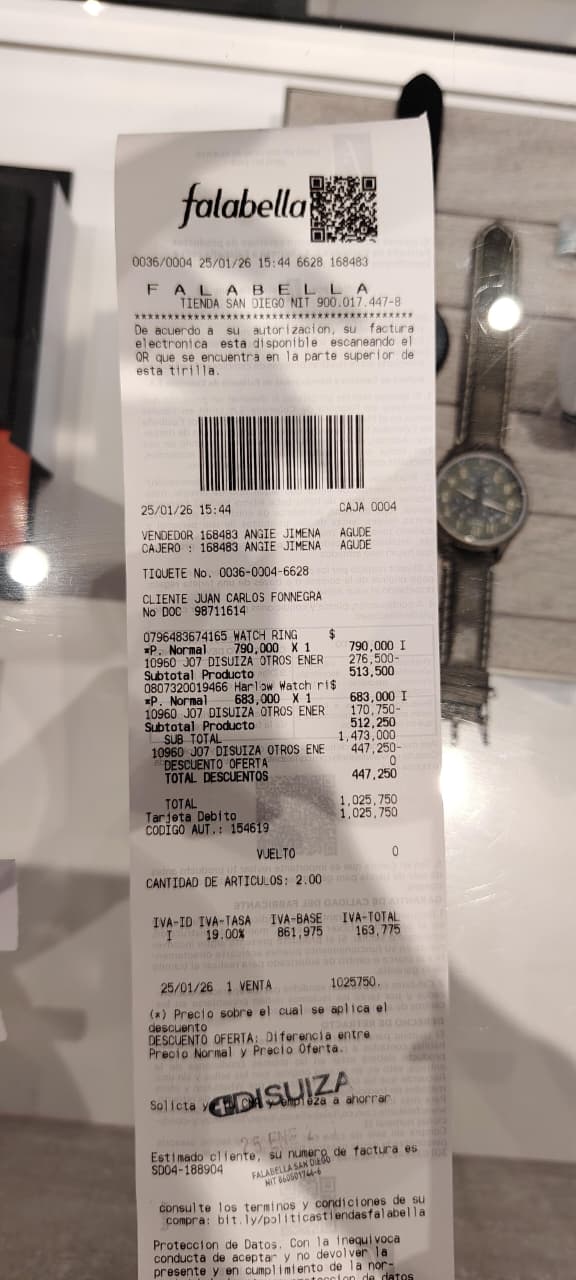 falabella
0036/0004 25/01/26 15:44 6628 168483
F A L A B E L L A
TIENDA SAN DIEGO NIT 900.017.447-8
****************************************
De acuerdo a su autorizacion, su factura
electronica esta disponible escaneando el
QR que se encuentra en la parte superior de
esta tirilla.
25/01/26 15:44 CAJA 0004
VENDEDOR 168483 ANGIE JIMENA AGUDE
CAJERO : 168483 ANGIE JIMENA AGUDE
TIQUETE No. 0036-0004-6628
CLIENTE JUAN CARLOS FONNEGRA
No DOC 98711614
0796483674165 WATCH RING $
*P. Normal 790,000 X 1 790,000 I
10960 J07 DISUIZA OTROS ENER 276,500-
Subtotal Producto 513,500
0807320019466 Harlow Watch ri$
*P. Normal 683,000 X 1 683,000 I
10960 J07 DISUIZA OTROS ENER 170,750-
Subtotal Producto 512,250
SUB TOTAL 1,473,000
10960 J07 DISUIZA OTROS ENE 447,250-
DESCUENTO OFERTA 0
TOTAL DESCUENTOS 447,250
TOTAL 1,025,750
Tarjeta Debito 1,025,750
CODIGO AUT.: 154619
VUELTO 0
CANTIDAD DE ARTICULOS: 2.00
IVA-ID IVA-TASA IVA-BASE IVA-TOTAL
I 19.00% 861,975 163,775
25/01/26 1 VENTA 1025750.
(*) Precio sobre el cual se aplica el
descuento
DESCUENTO OFERTA: Diferencia entre
Precio Normal y Precio Oferta.
DISUIZA
Solicta y empieza a ahorrar
25 ENE
Estimado cliente, su numero de factura es
SD04-188904
FALABELLA SAN DIEGO
consulte los terminos y condiciones de su
compra: bit.ly/politicastiendasfalabella
Proteccion de Datos. Con la inequivoca
conducta de aceptar y no devolver la
presente y en cumplimiento de la nor-
de datos